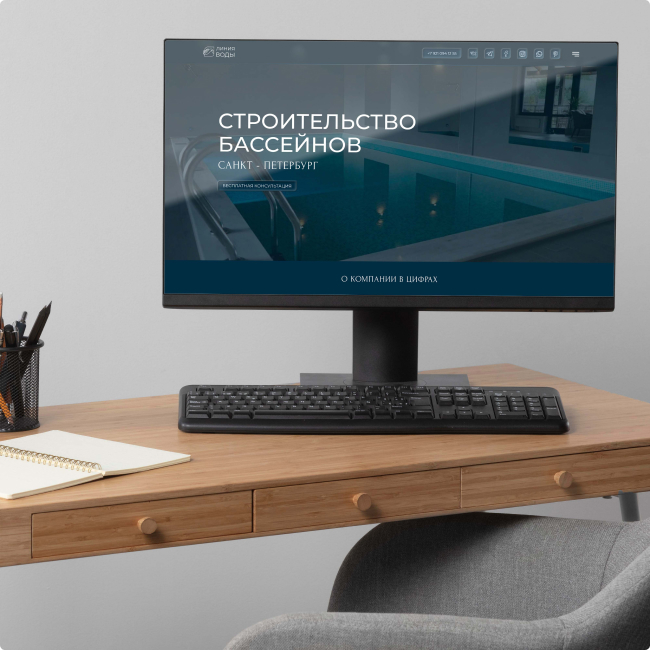 ЛИНИЯ
ВОДЫ
СТРОИТЕЛЬСТВО
БАССЕЙНОВ
САНКТ - ПЕТЕРБУРГ
БЕСПЛАТНАЯ КОНСУЛЬТАЦИЯ
О КОМПАНИИ В ЦИФРАХ